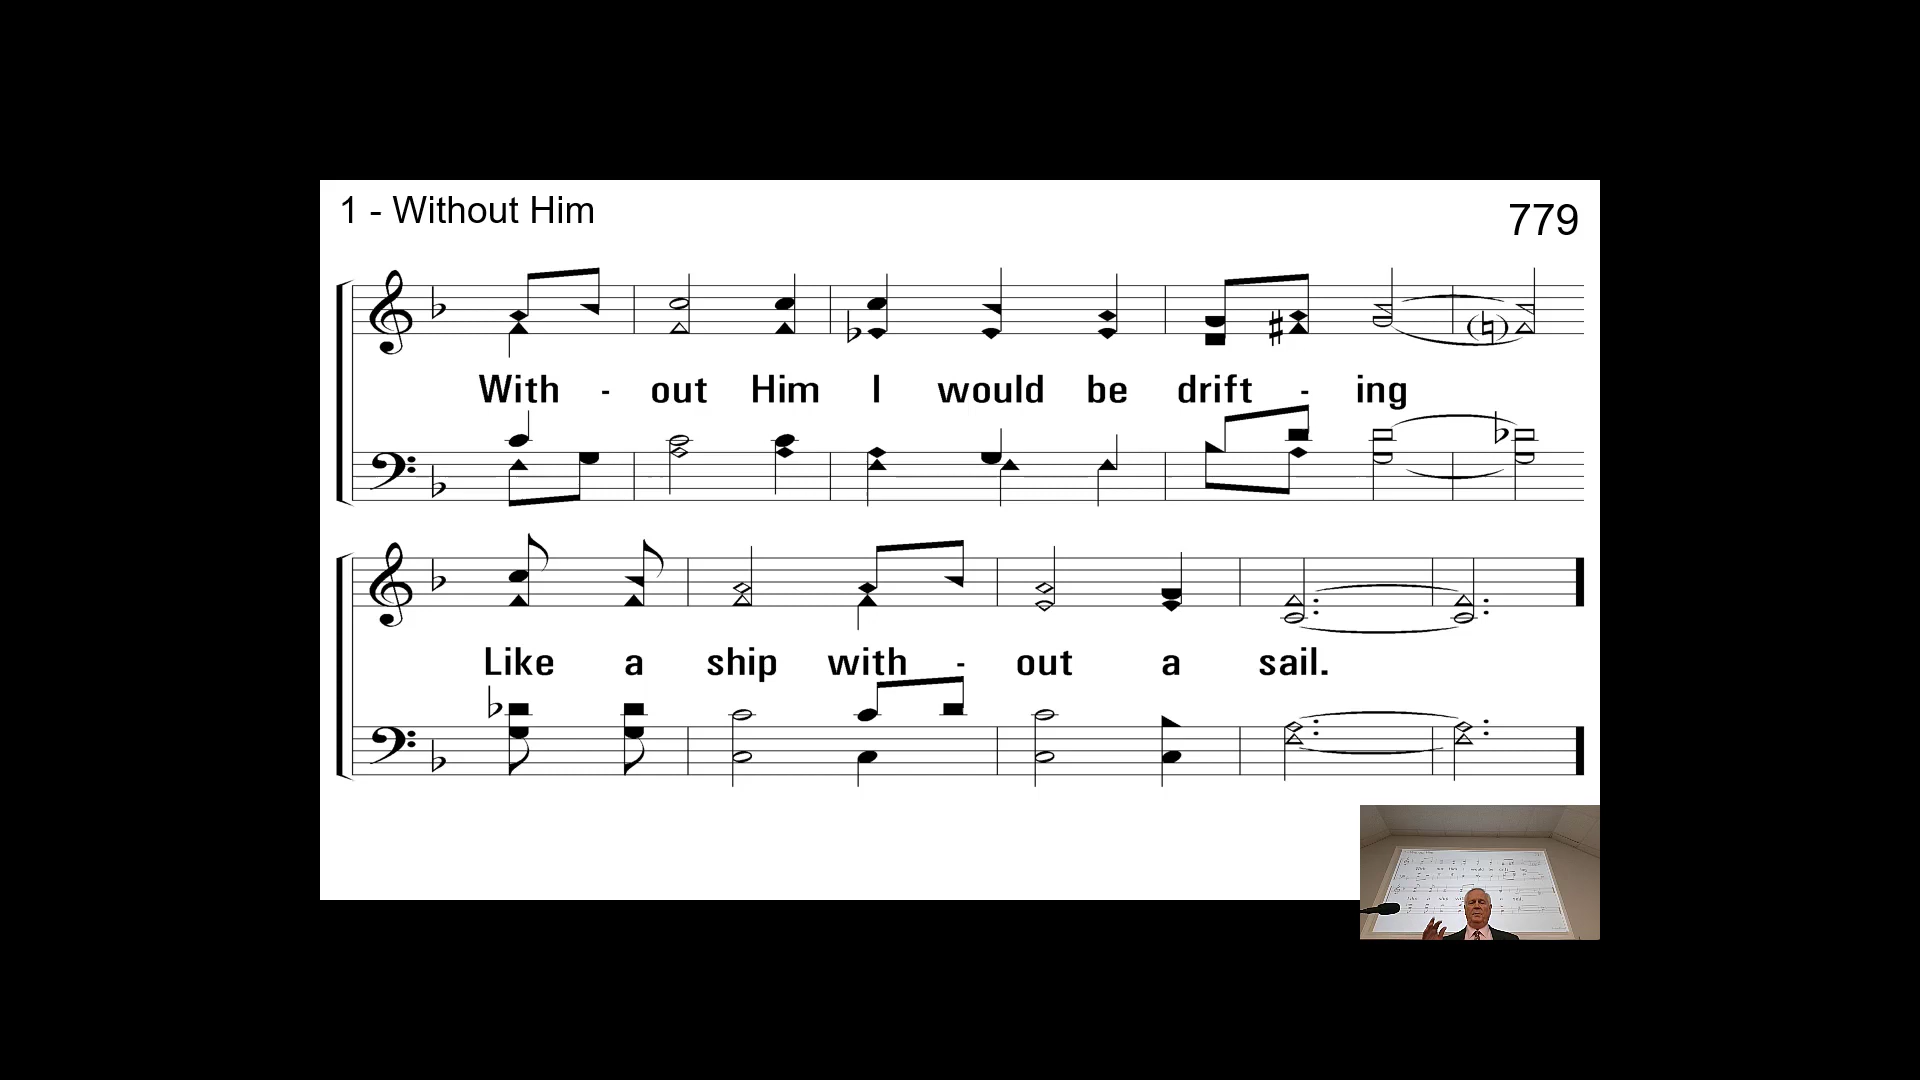 1 - Without Him
779
With - out Him I would be drift - ing
Like a ship with - out a sail.